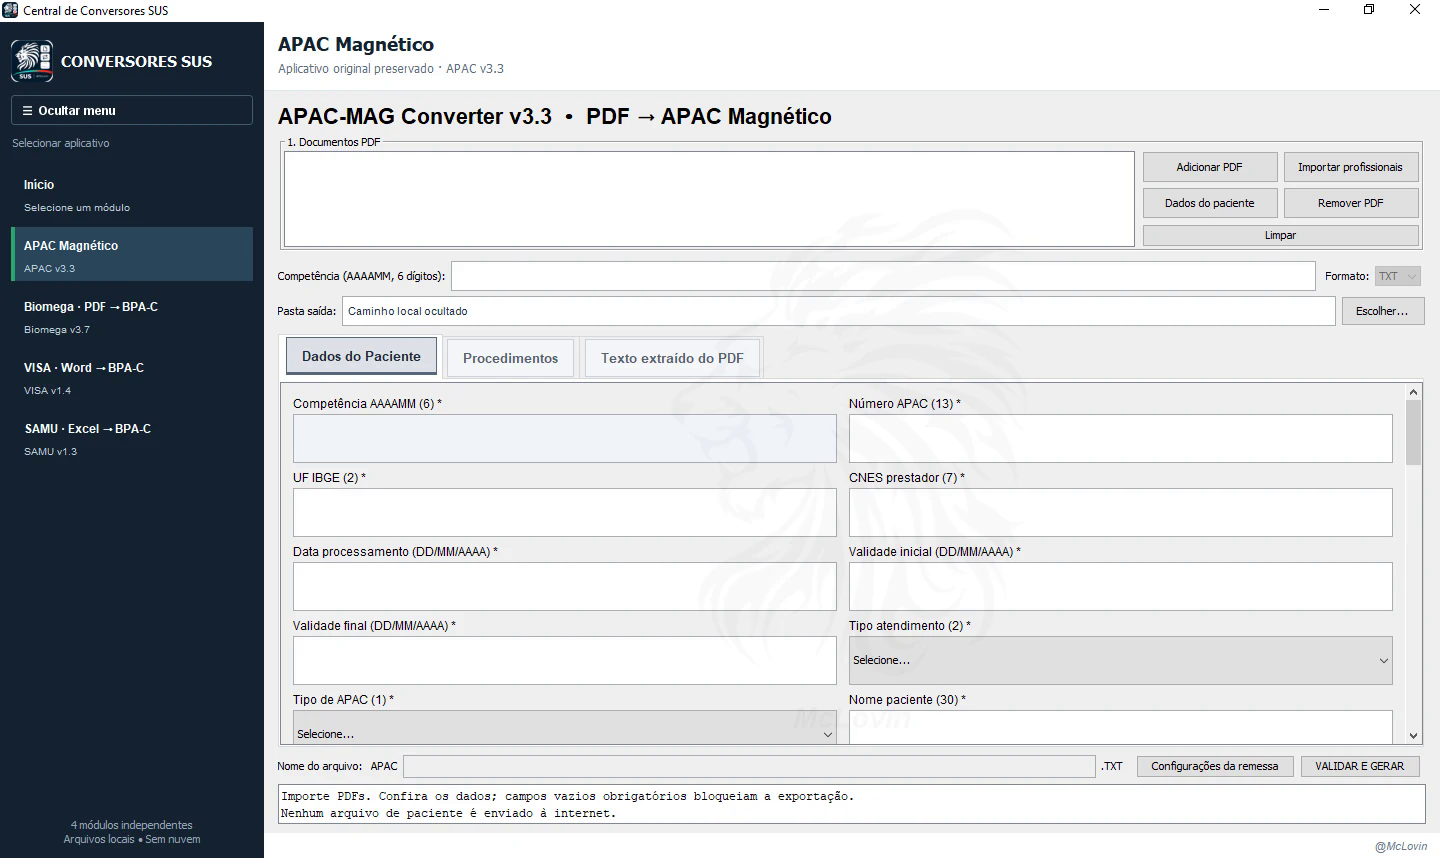 Central de Conversores SUS
SUS
CONVERSORES SUS
☰ Ocultar menu
Selecionar aplicativo
Início
Selecione um módulo
APAC Magnético
APAC v3.3
Biomega · PDF → BPA-C
Biomega v3.7
VISA · Word → BPA-C
VISA v1.4
SAMU · Excel → BPA-C
SAMU v1.3
4 módulos independentes
Arquivos locais • Sem nuvem
APAC Magnético
Aplicativo original preservado · APAC v3.3
APAC-MAG Converter v3.3 • PDF → APAC Magnético
1. Documentos PDF
Adicionar PDF
Importar profissionais
Dados do paciente
Remover PDF
Limpar
Competência (AAAAMM, 6 dígitos):
Formato: TXT
Pasta saída: Caminho local ocultado
Escolher...
Dados do Paciente
Procedimentos
Texto extraído do PDF
Competência AAAAMM (6) *
Número APAC (13) *
UF IBGE (2) *
CNES prestador (7) *
Data processamento (DD/MM/AAAA) *
Validade inicial (DD/MM/AAAA) *
Validade final (DD/MM/AAAA) *
Tipo atendimento (2) *
Selecione...
Tipo de APAC (1) *
Nome paciente (30) *
Selecione...
McLovin
Nome do arquivo: APAC
.TXT
Configurações da remessa
VALIDAR E GERAR
Importe PDFs. Confira os dados; campos vazios obrigatórios bloqueiam a exportação.
Nenhum arquivo de paciente é enviado à internet.
@McLovin